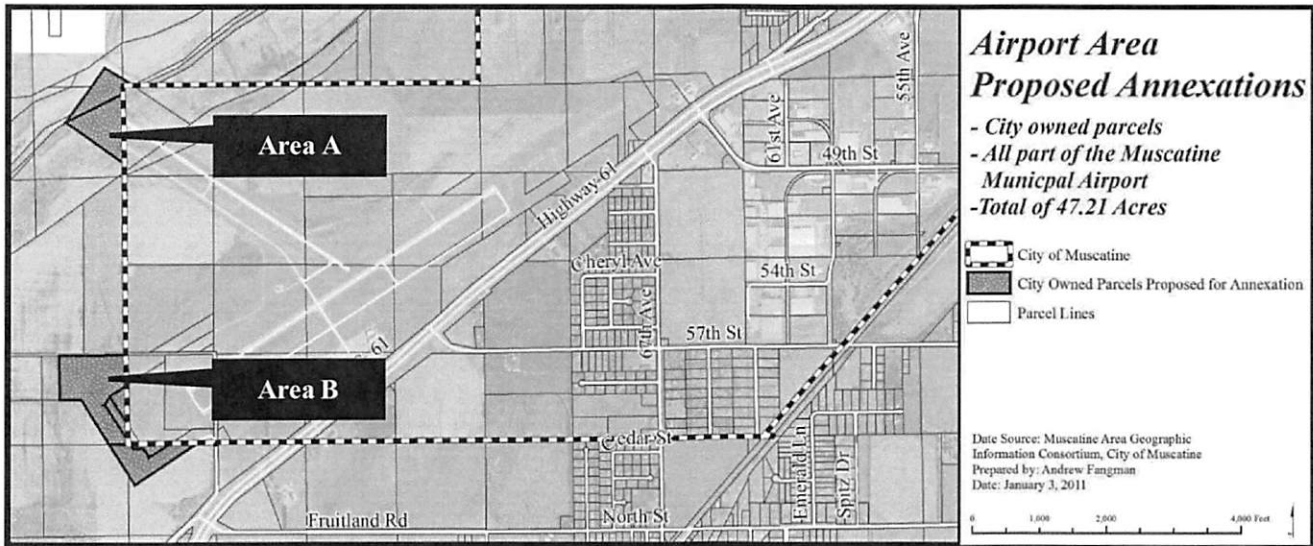 Airport Area
Proposed Annexations
- City owned parcels
- All part of the Muscatine
Municpal Airport
-Total of 47.21 Acres
City of Muscatine
City Owned Parcels Proposed for Annexation
Parcel Lines
Date Source: Muscatine Area Geographic
Information Consortium, City of Muscatine
Prepared by: Andrew Fangman
Date: January 3, 2011
0 1,000 2,000 4,000 Feet
Area A
Area B
Highway 61
61
55th Ave
61st Ave
49th St
Cheryl Ave
54th St
67th Ave
57th St
Cedar St
Emerald Ln
Spitz Dr
Fruitland Rd
North St